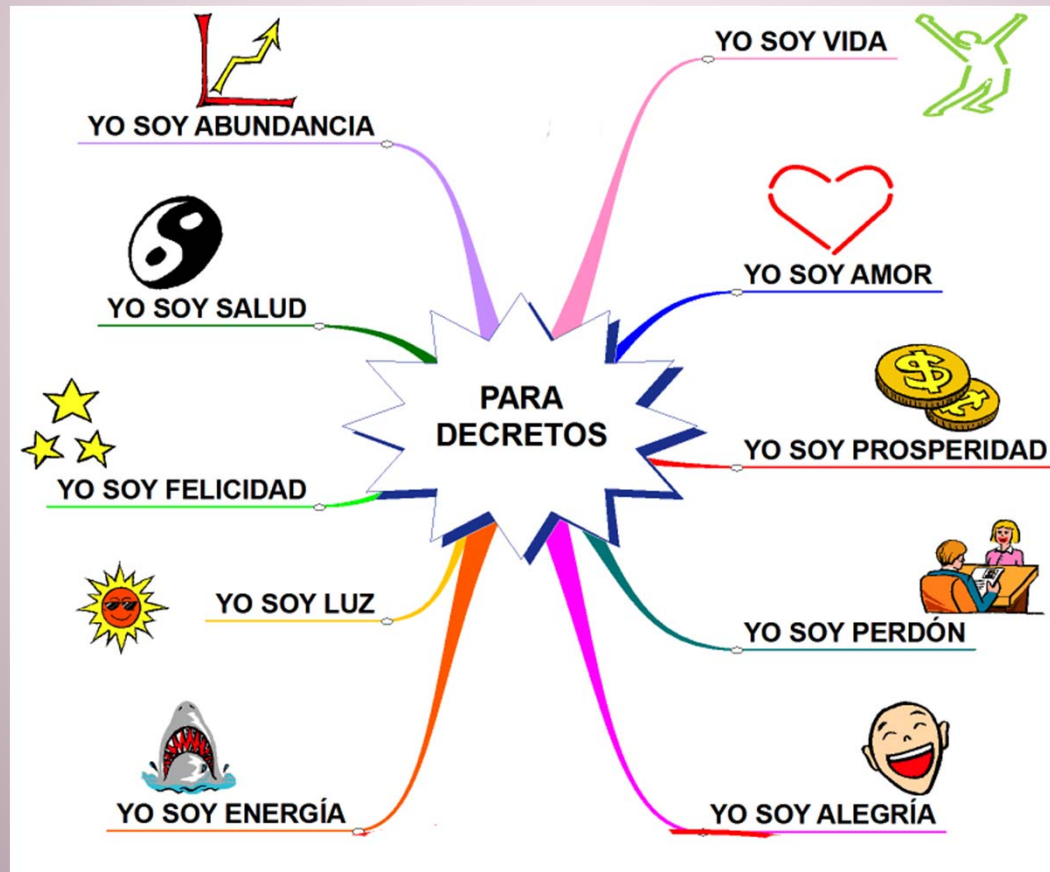 YO SOY VIDA
YO SOY ABUNDANCIA
YO SOY AMOR
YO SOY SALUD
PARA
DECRETOS
YO SOY PROSPERIDAD
YO SOY FELICIDAD
YO SOY LUZ
YO SOY PERDÓN
YO SOY ENERGÍA
YO SOY ALEGRÍA